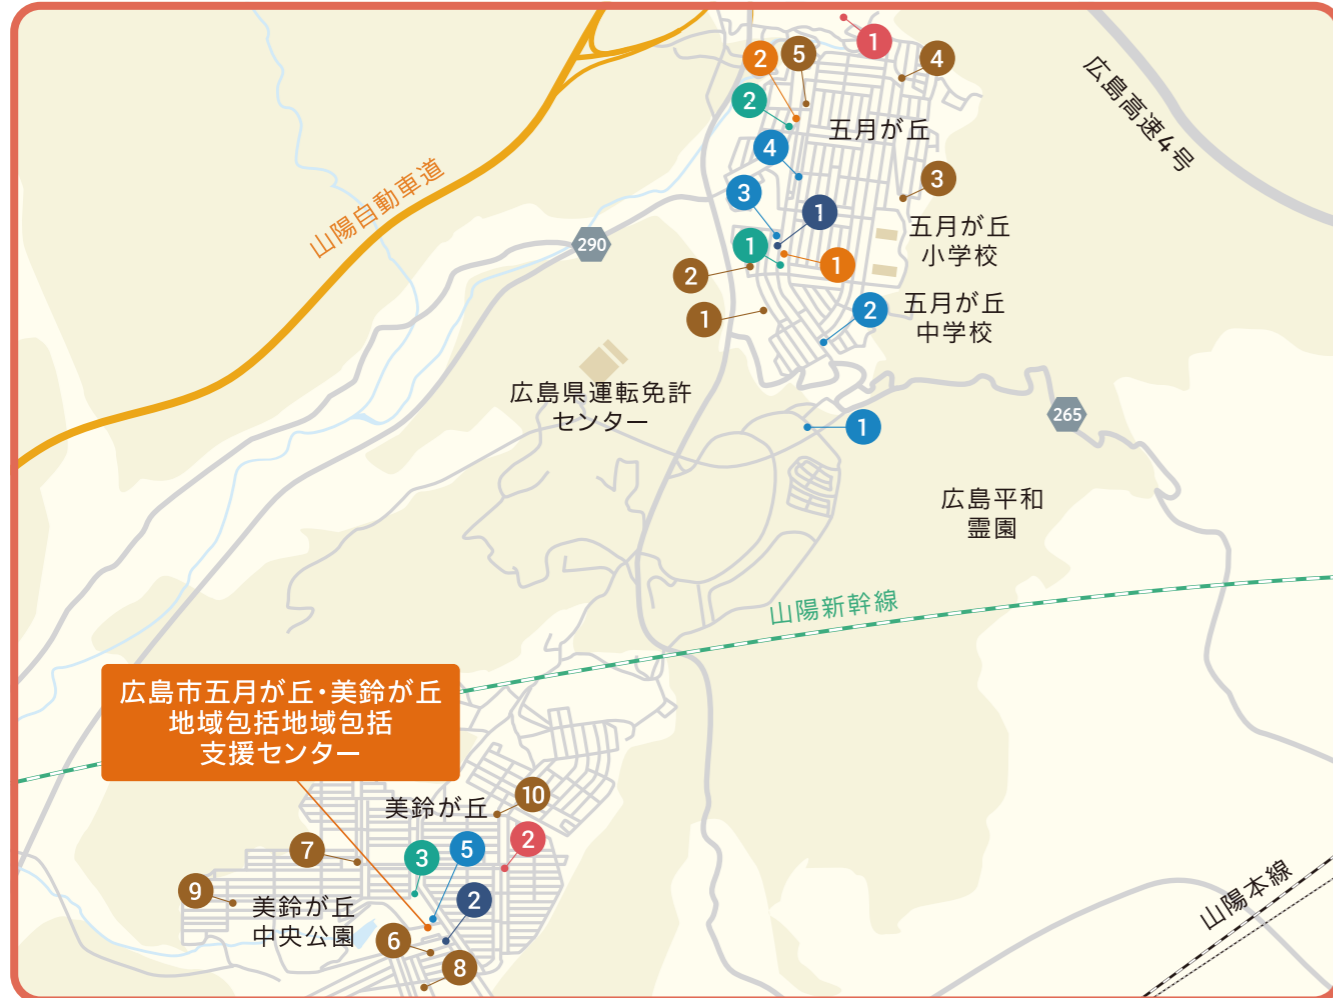 1
2
5
4
2
広島高速4号
五月が丘
4
山陽自動車道
3
3
1
五月が丘
小学校
290
1
1
2
五月が丘
中学校
2
1
広島県運転免許
センター
265
1
広島平和
霊園
山陽新幹線
広島市五月が丘・美鈴が丘
地域包括地域包括
支援センター
10
美鈴が丘
2
7
3
5
9
美鈴が丘
中央公園
2
6
8
山陽本線